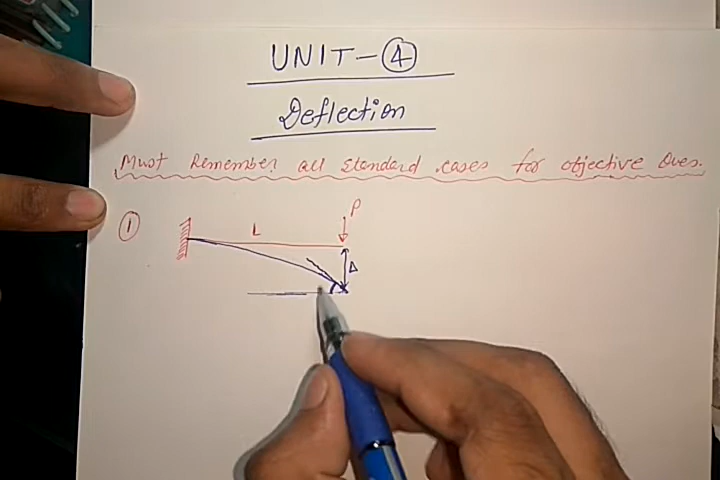 UNIT-④
Deflection
Must Remember all standard cases for objective Ques.
① L P
Δ